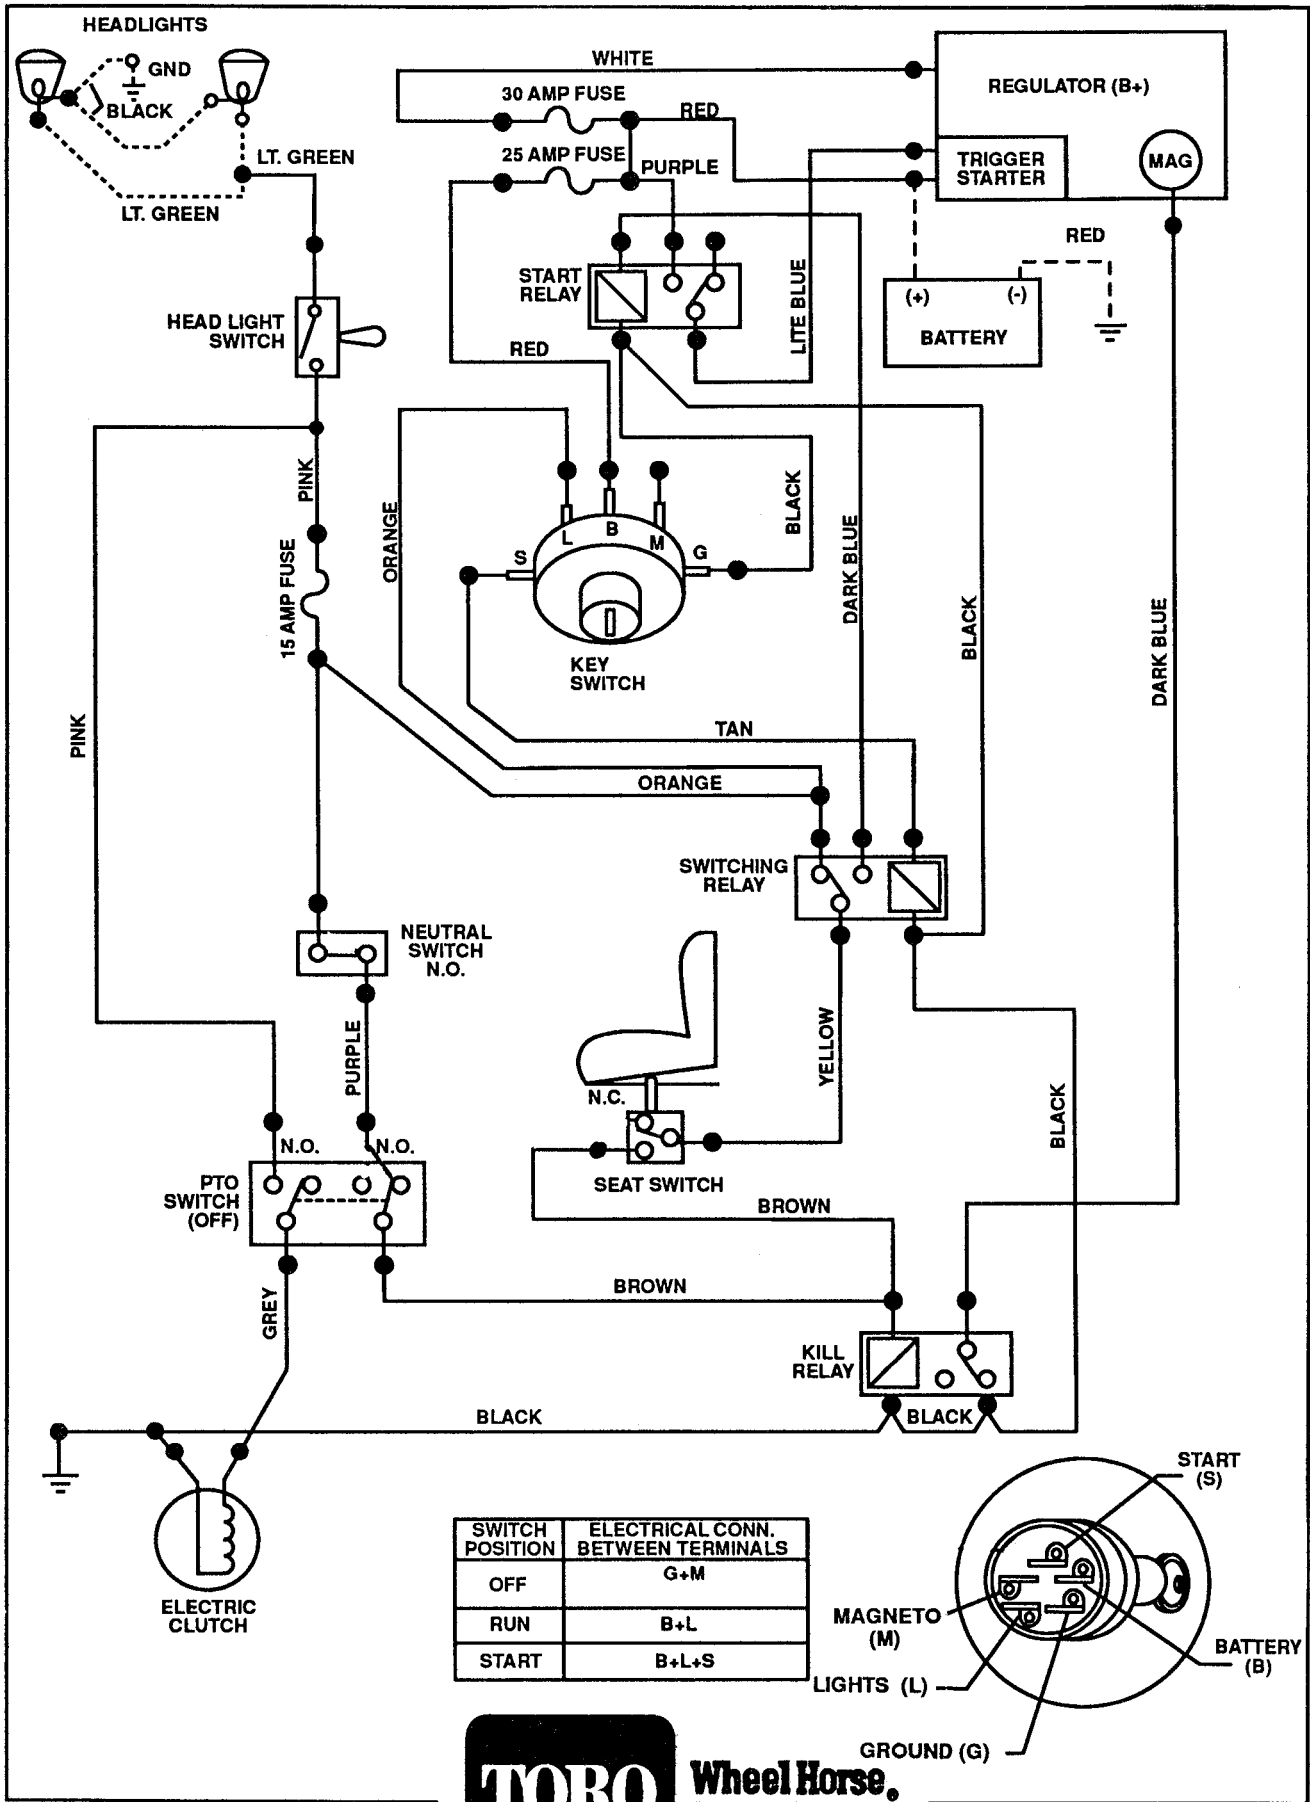 HEADLIGHTS
GND
BLACK
LT. GREEN
LT. GREEN
WHITE
30 AMP FUSE
RED
25 AMP FUSE
PURPLE
REGULATOR (B+)
TRIGGER
STARTER
MAG
RED
(+)
(-)
BATTERY
START
RELAY
LITE BLUE
HEAD LIGHT
SWITCH
RED
PINK
ORANGE
BLACK
L
B
M
S
G
15 AMP FUSE
DARK BLUE
BLACK
DARK BLUE
KEY
SWITCH
PINK
TAN
ORANGE
SWITCHING
RELAY
NEUTRAL
SWITCH
N.O.
PURPLE
YELLOW
N.C.
BLACK
N.O.
N.O.
PTO
SWITCH
(OFF)
SEAT SWITCH
BROWN
BROWN
GREY
KILL
RELAY
BLACK
BLACK
ELECTRIC
CLUTCH
SWITCH
POSITION
ELECTRICAL CONN.
BETWEEN TERMINALS
OFF
G+M
RUN
B+L
START
B+L+S
START
(S)
MAGNETO
(M)
BATTERY
(B)
LIGHTS (L)
GROUND (G)
TORO
Wheel Horse®